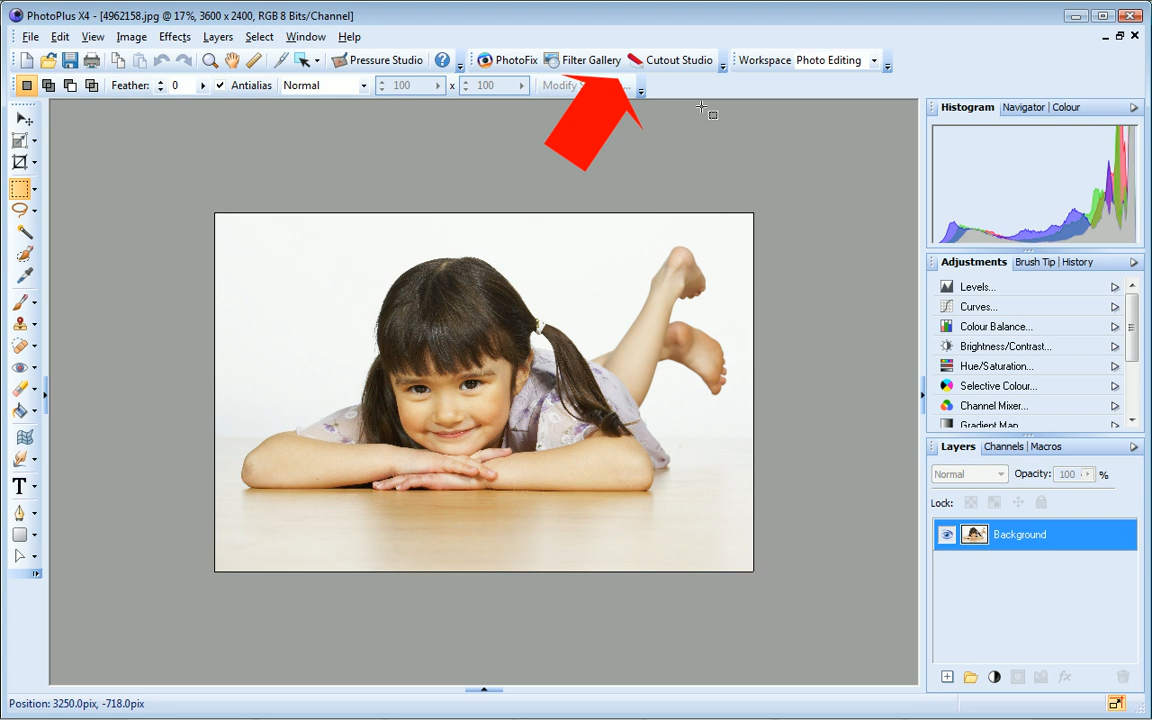 PhotoPlus X4 - [4962158.jpg @ 17%, 3600 x 2400, RGB 8 Bits/Channel]
File Edit View Image Effects Layers Select Window Help
Pressure Studio PhotoFix Filter Gallery Cutout Studio Workspace Photo Editing
Feather: 0 Antialias Normal 100 x 100 Modify
Histogram Navigator Colour
Adjustments Brush Tip History
Levels...
Curves...
Colour Balance...
Brightness/Contrast...
Hue/Saturation...
Selective Colour...
Channel Mixer...
Gradient Map
Layers Channels Macros
Normal Opacity: 100 %
Lock:
Background
T
fx
Position: 3250.0pix, -718.0pix